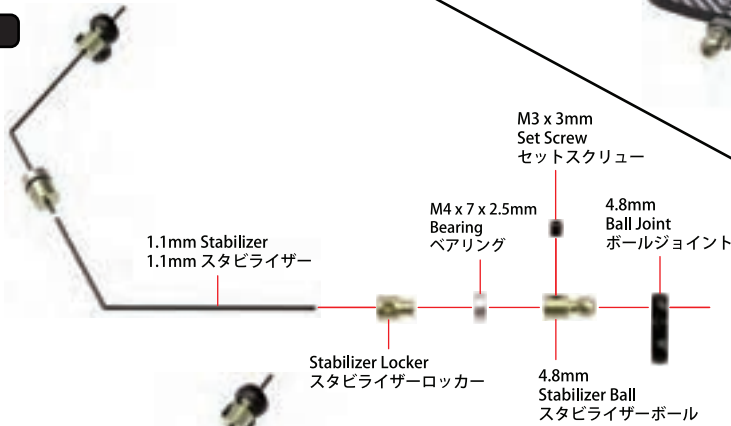 M3 x 3mm
Set Screw
セットスクリュー
M4 x 7 x 2.5mm
Bearing
ベアリング
4.8mm
Ball Joint
ボールジョイント
1.1mm Stabilizer
1.1mm スタビライザー
Stabilizer Locker
スタビライザーロッカー
4.8mm
Stabilizer Ball
スタビライザーボール